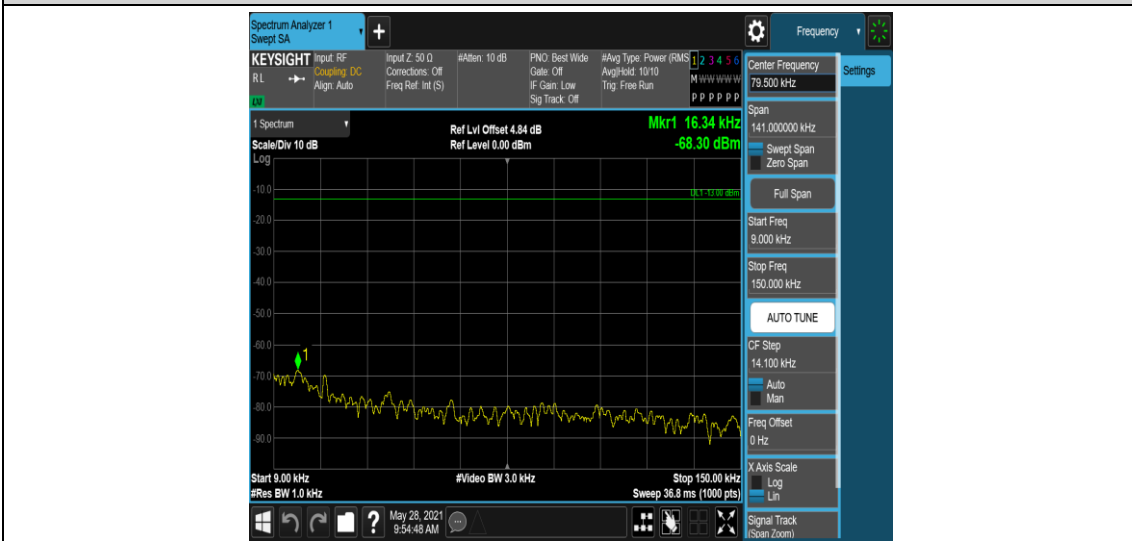 Spectrum Analyzer 1
Swept SA
+
Frequency
KEYSIGHT
RL
LXI
Input: RF
Coupling: DC
Align: Auto
Input Z: 50 Ω
Corrections: Off
Freq Ref: Int (S)
#Atten: 10 dB
PNO: Best Wide
Gate: Off
IF Gain: Low
Sig Track: Off
#Avg Type: Power (RMS
Avg|Hold: 10/10
Trig: Free Run
1 2 3 4 5 6
M W W W W W
P P P P P P
Center Frequency
79.500 kHz
Settings
Span
141.000000 kHz
Swept Span
Zero Span
Full Span
Start Freq
9.000 kHz
Stop Freq
150.000 kHz
AUTO TUNE
CF Step
14.100 kHz
Auto
Man
Freq Offset
0 Hz
X Axis Scale
Log
Lin
Signal Track
(Span Zoom)
1 Spectrum
Scale/Div 10 dB
Log
Ref Lvl Offset 4.84 dB
Ref Level 0.00 dBm
Mkr1 16.34 kHz
-68.30 dBm
DL1 -13.00 dBm
-10.0
-20.0
-30.0
-40.0
-50.0
-60.0
-70.0
-80.0
-90.0
1
Start 9.00 kHz
#Res BW 1.0 kHz
#Video BW 3.0 kHz
Stop 150.00 kHz
Sweep 36.8 ms (1000 pts)
?
May 28, 2021
9:54:48 AM